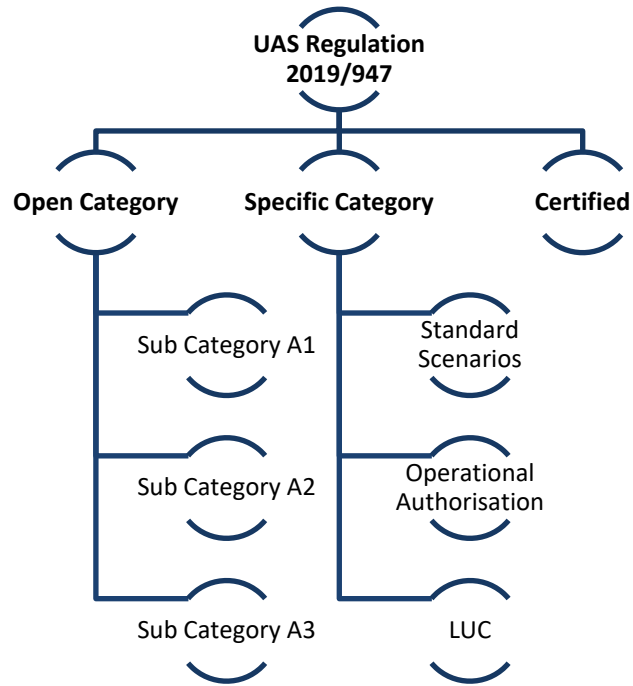 UAS Regulation
2019/947
Open Category
Specific Category
Certified
Sub Category A1
Standard
Scenarios
Sub Category A2
Operational
Authorisation
Sub Category A3
LUC